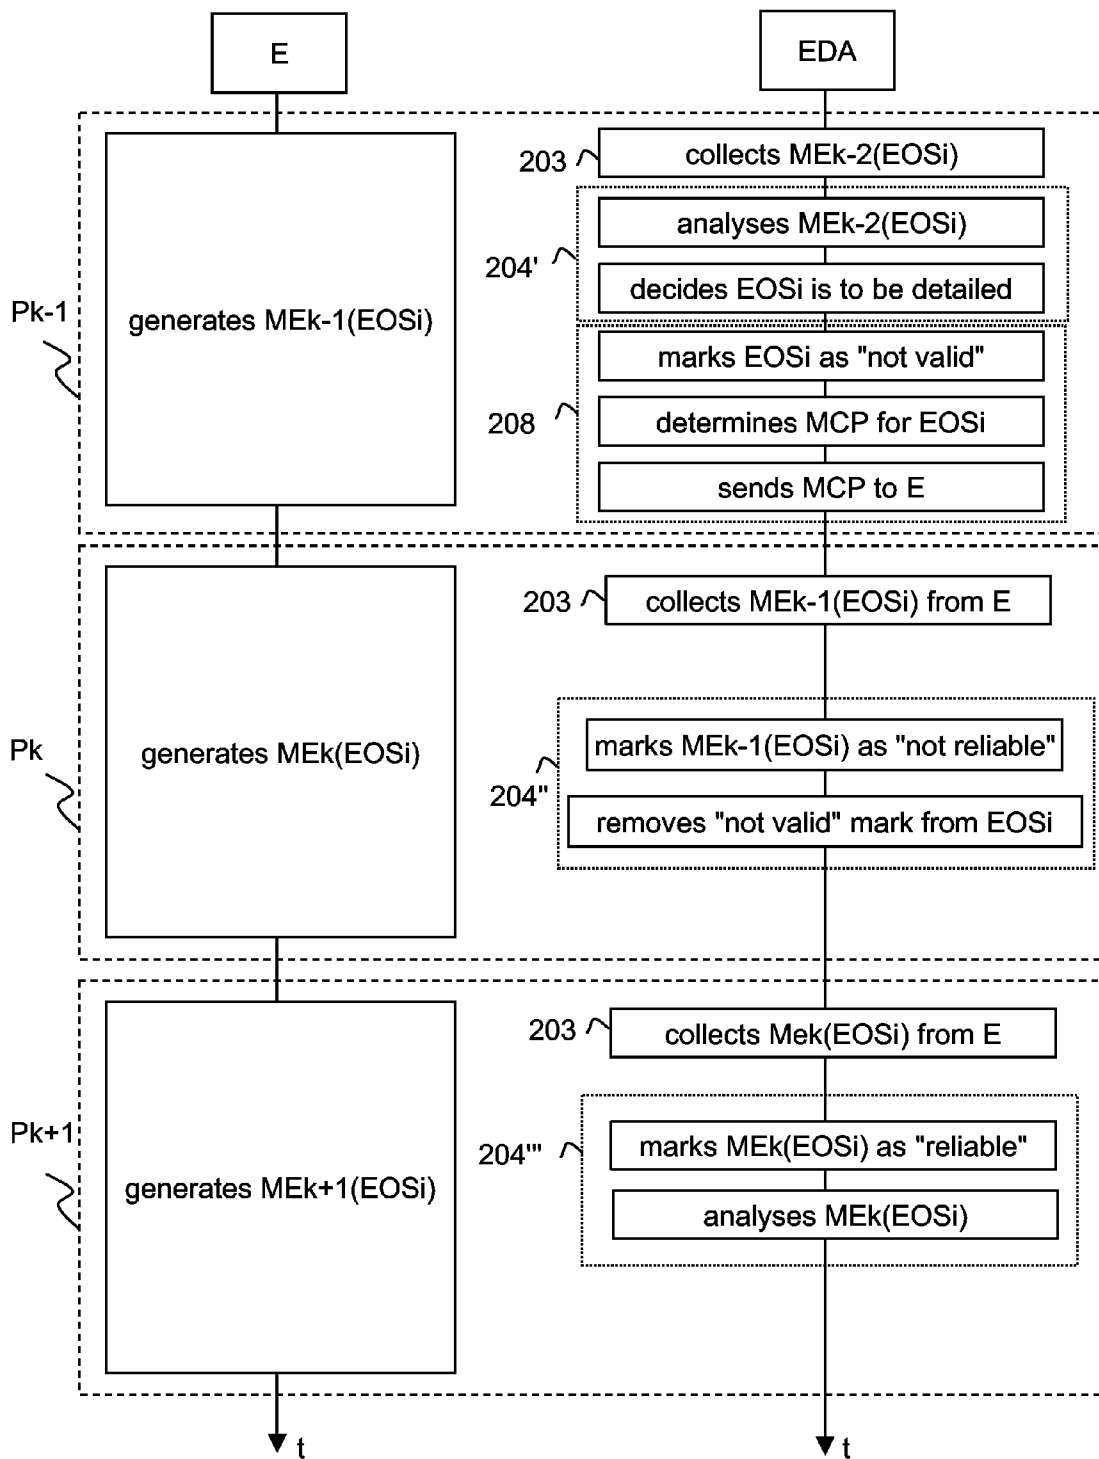 E
EDA
203
collects MEk-2(EOSi)
analyses MEk-2(EOSi)
204'
decides EOSi is to be detailed
Pk-1
generates MEk-1(EOSi)
marks EOSi as "not valid"
208
determines MCP for EOSi
sends MCP to E
203
collects MEk-1(EOSi) from E
Pk
generates MEk(EOSi)
marks MEk-1(EOSi) as "not reliable"
204"
removes "not valid" mark from EOSi
203
collects Mek(EOSi) from E
Pk+1
generates MEk+1(EOSi)
204'"
marks MEk(EOSi) as "reliable"
analyses MEk(EOSi)
t
t